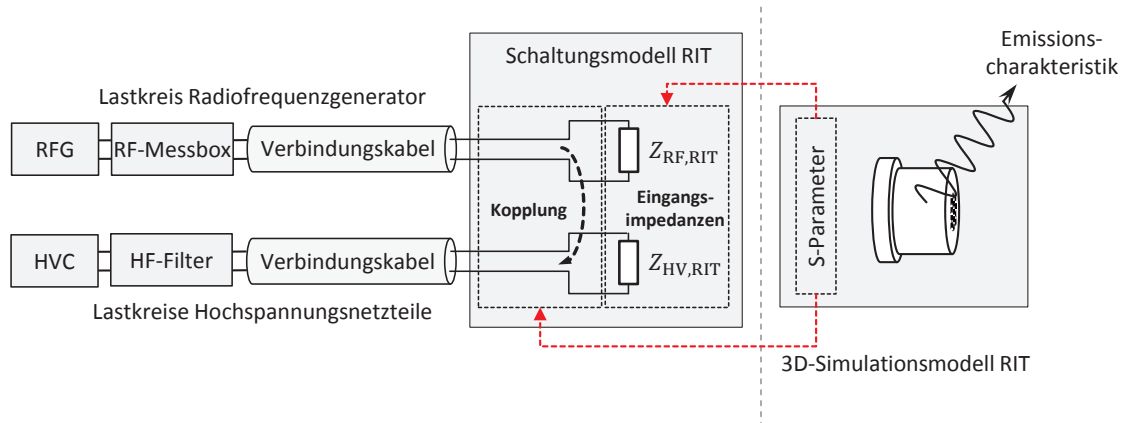 Schaltungsmodell RIT
Emissions-
charakteristik
Lastkreis Radiofrequenzgenerator
RFG
RF-Messbox
Verbindungskabel
Z_RF,RIT
Kopplung
Eingangs-
impedanzen
S-Parameter
HVC
HF-Filter
Verbindungskabel
Z_HV,RIT
Lastkreise Hochspannungsnetzteile
3D-Simulationsmodell RIT